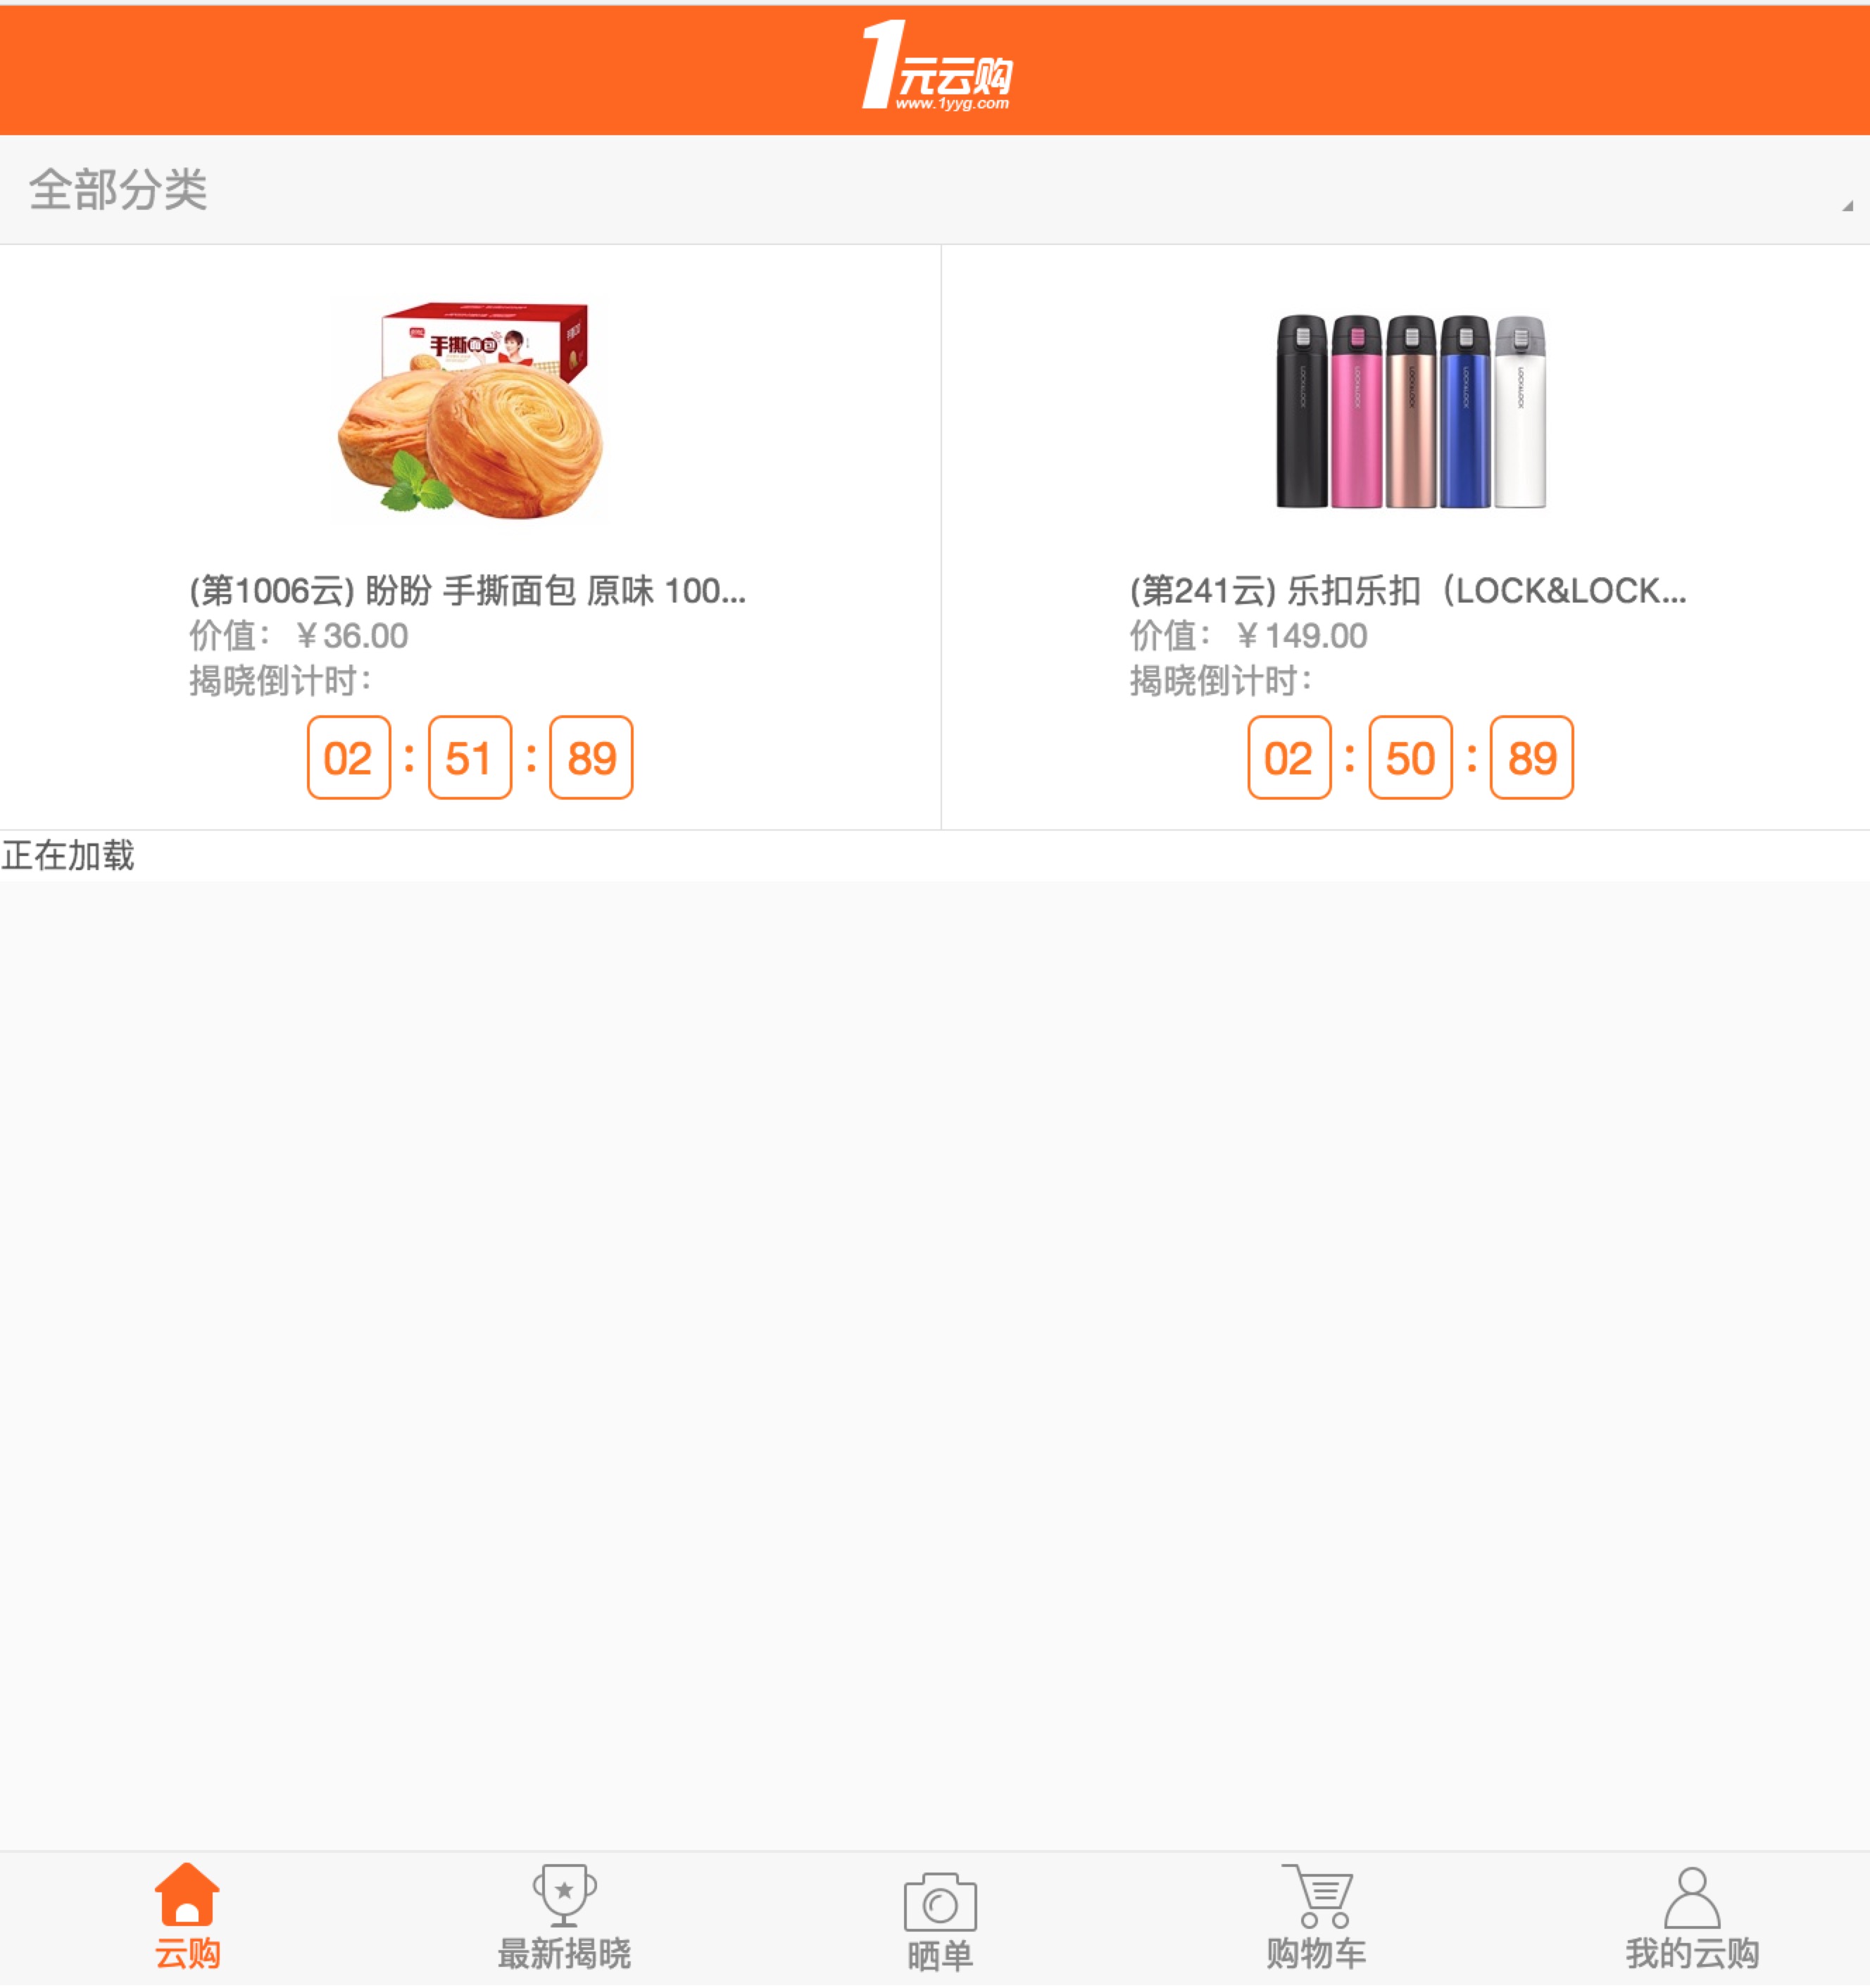 1元云购
www.1yyg.com
全部分类
手撕面包
LOCK&LOCK LOCK&LOCK LOCK&LOCK LOCK&LOCK LOCK&LOCK
(第1006云) 盼盼 手撕面包 原味 100...
价值：￥36.00
揭晓倒计时：
02 : 51 : 89
(第241云) 乐扣乐扣（LOCK&LOCK...
价值：￥149.00
揭晓倒计时：
02 : 50 : 89
正在加载
云购
最新揭晓
晒单
购物车
我的云购